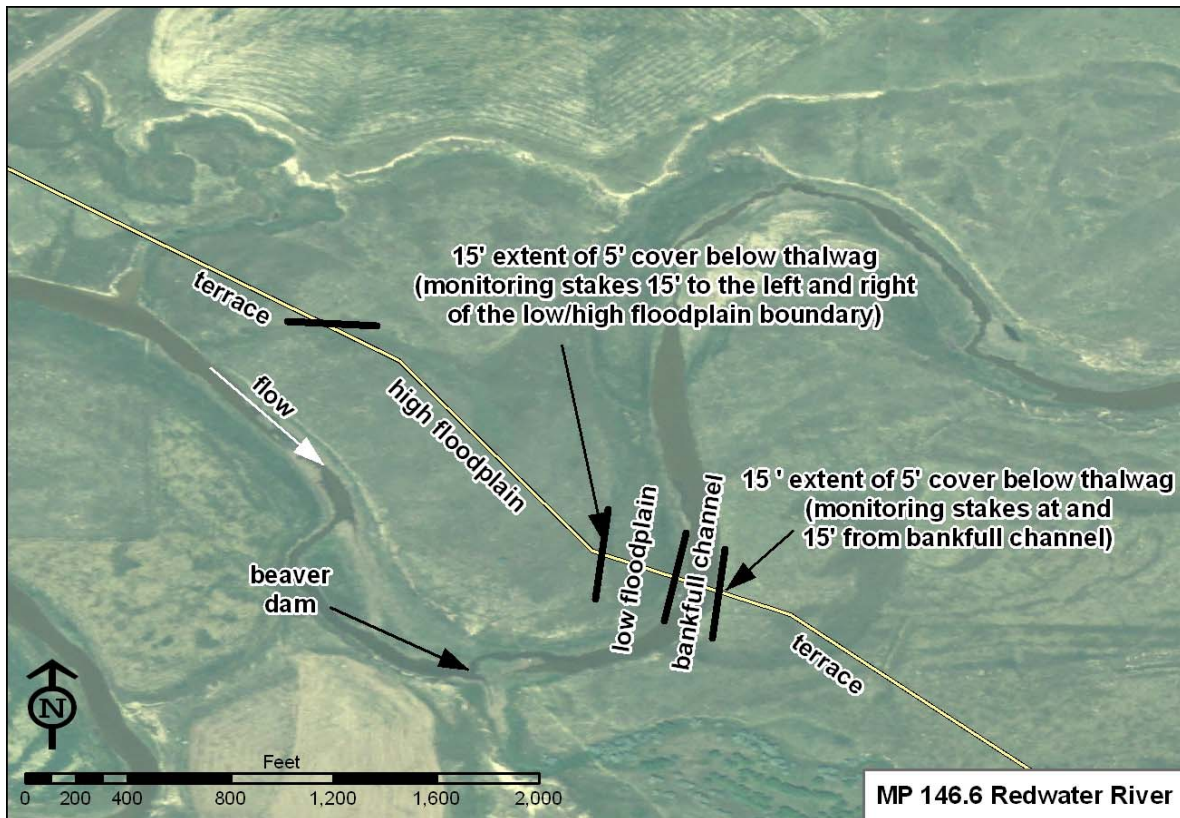 15' extent of 5' cover below thalwag
(monitoring stakes 15' to the left and right
of the low/high floodplain boundary)
terrace
flow
high floodplain
low floodplain
bankfull channel
15 ' extent of 5' cover below thalwag
(monitoring stakes at and
15' from bankfull channel)
beaver
dam
terrace
N
Feet
0 200 400 800 1,200 1,600 2,000
MP 146.6 Redwater River